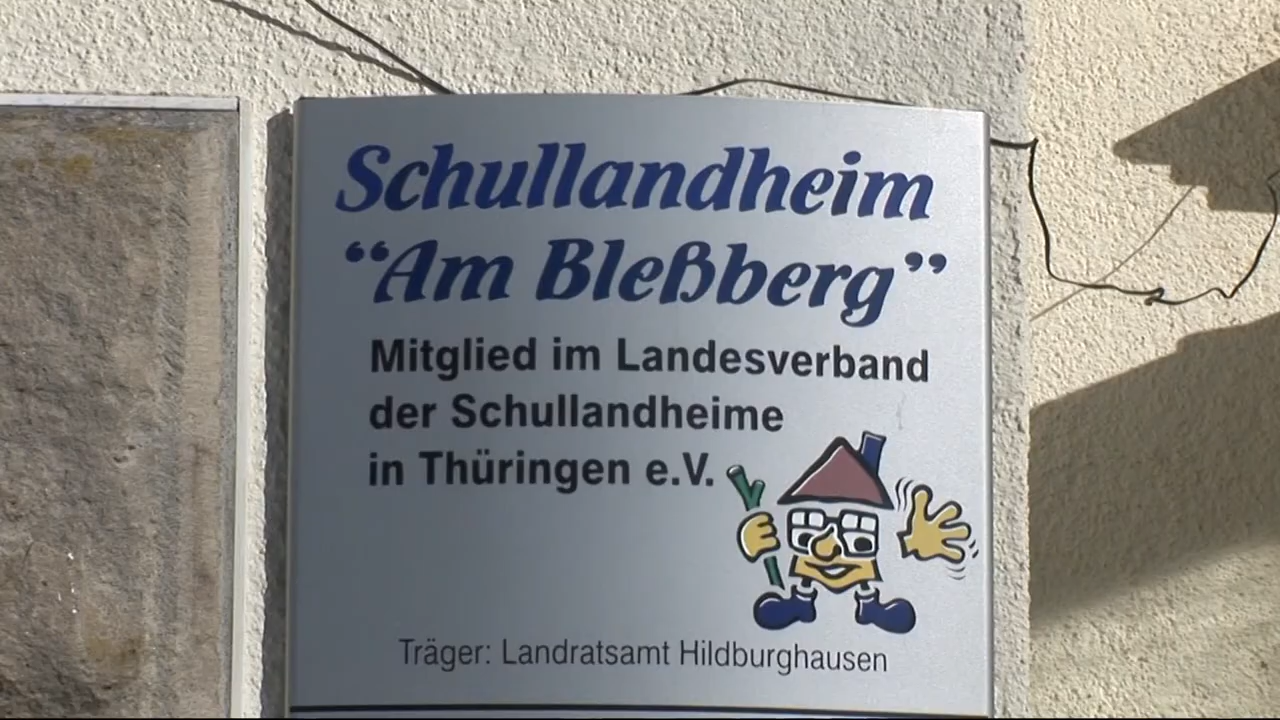 Schullandheim
“Am Bleßberg”
Mitglied im Landesverband
der Schullandheime
in Thüringen e.V.
Träger: Landratsamt Hildburghausen